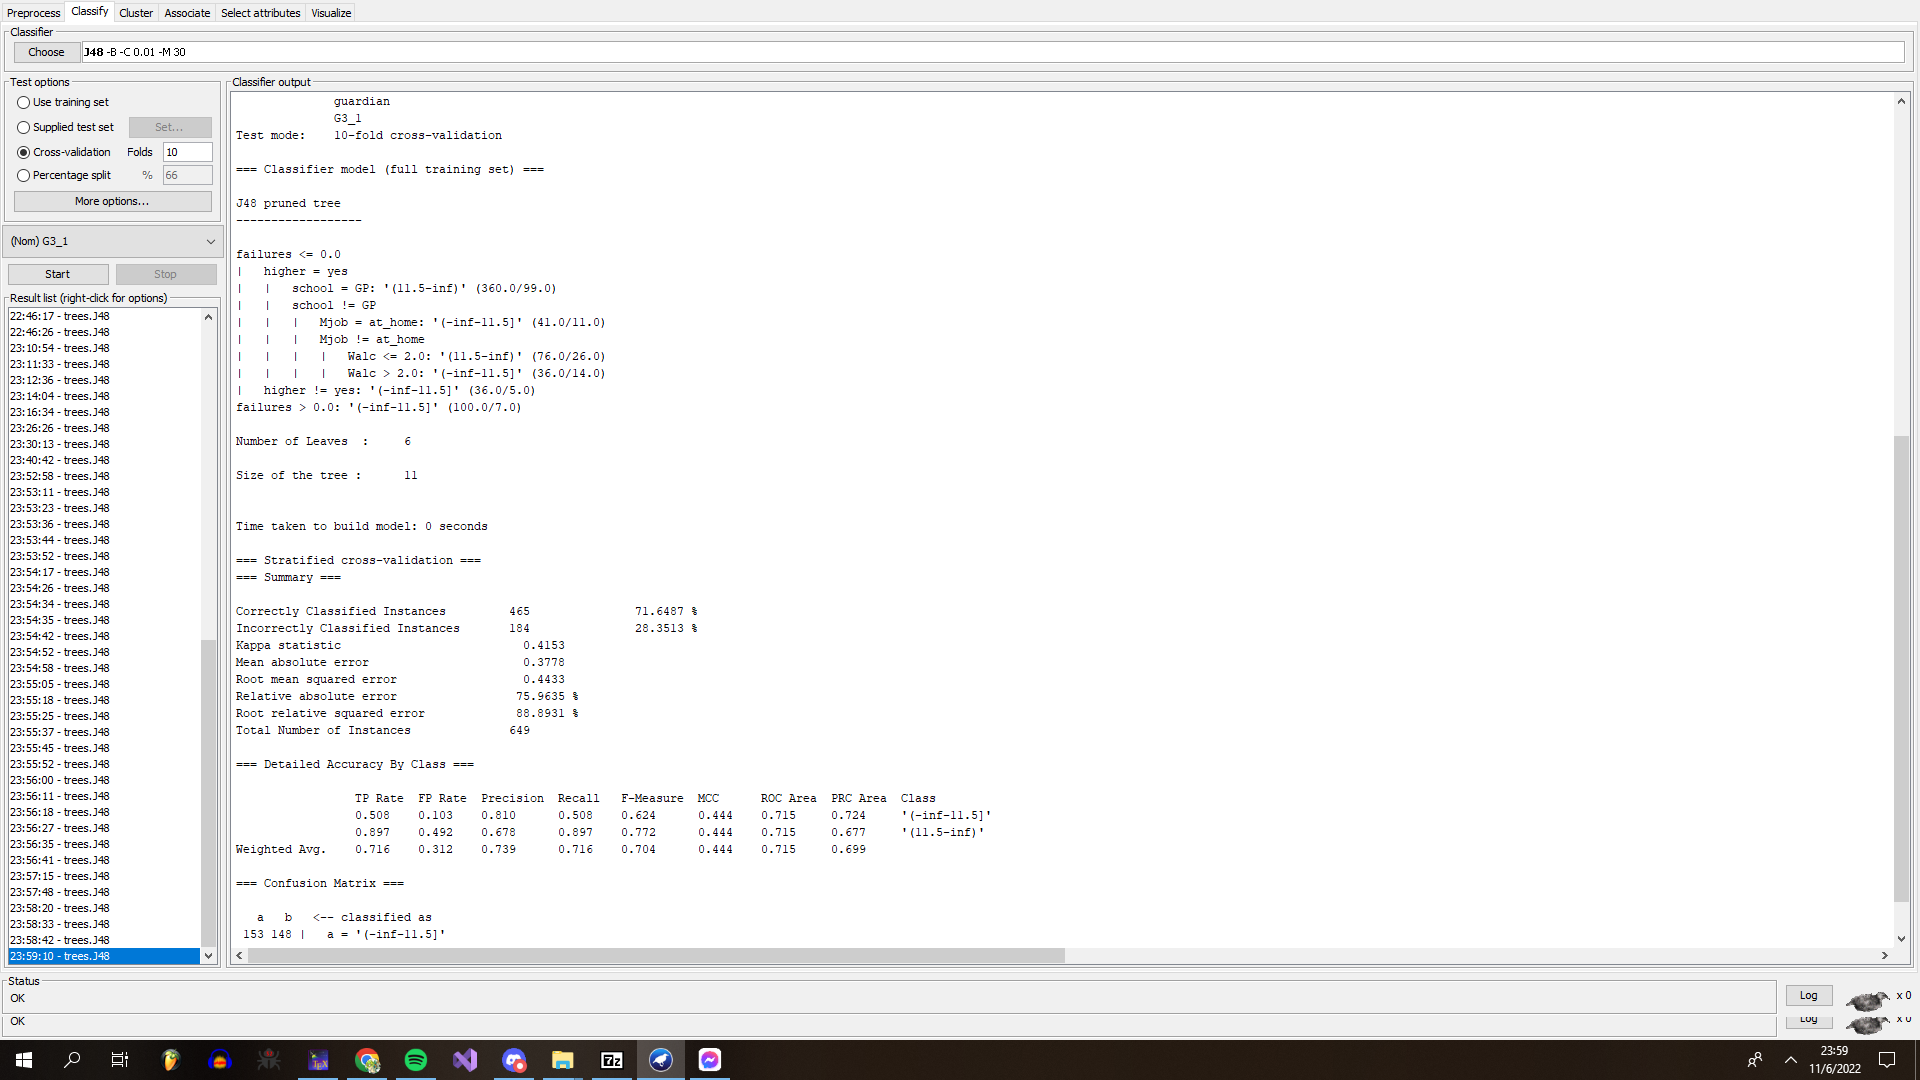 Preprocess Classify Cluster Associate Select attributes Visualize
Classifier
Choose J48 -B -C 0.01 -M 30
Test options
Use training set
Supplied test set Set...
Cross-validation Folds 10
Percentage split % 66
More options...
(Nom) G3_1
Start Stop
Result list (right-click for options)
22:46:17 - trees.J48
22:46:26 - trees.J48
23:10:54 - trees.J48
23:11:33 - trees.J48
23:12:36 - trees.J48
23:14:04 - trees.J48
23:16:34 - trees.J48
23:26:26 - trees.J48
23:30:13 - trees.J48
23:40:42 - trees.J48
23:52:58 - trees.J48
23:53:11 - trees.J48
23:53:23 - trees.J48
23:53:36 - trees.J48
23:53:44 - trees.J48
23:53:52 - trees.J48
23:54:17 - trees.J48
23:54:26 - trees.J48
23:54:34 - trees.J48
23:54:35 - trees.J48
23:54:42 - trees.J48
23:54:52 - trees.J48
23:54:58 - trees.J48
23:55:05 - trees.J48
23:55:18 - trees.J48
23:55:25 - trees.J48
23:55:37 - trees.J48
23:55:45 - trees.J48
23:55:52 - trees.J48
23:56:00 - trees.J48
23:56:11 - trees.J48
23:56:18 - trees.J48
23:56:27 - trees.J48
23:56:35 - trees.J48
23:56:41 - trees.J48
23:57:15 - trees.J48
23:57:48 - trees.J48
23:58:20 - trees.J48
23:58:33 - trees.J48
23:58:42 - trees.J48
23:59:10 - trees.J48
Classifier output
guardian
G3_1
Test mode: 10-fold cross-validation
=== Classifier model (full training set) ===
J48 pruned tree
------------------
failures <= 0.0
| higher = yes
| | school = GP: '(11.5-inf)' (360.0/99.0)
| | school != GP
| | | Mjob = at_home: '(-inf-11.5]' (41.0/11.0)
| | | Mjob != at_home
| | | | Walc <= 2.0: '(11.5-inf)' (76.0/26.0)
| | | | Walc > 2.0: '(-inf-11.5]' (36.0/14.0)
| higher != yes: '(-inf-11.5]' (36.0/5.0)
failures > 0.0: '(-inf-11.5]' (100.0/7.0)
Number of Leaves : 6
Size of the tree : 11
Time taken to build model: 0 seconds
=== Stratified cross-validation ===
=== Summary ===
Correctly Classified Instances 465 71.6487 %
Incorrectly Classified Instances 184 28.3513 %
Kappa statistic 0.4153
Mean absolute error 0.3778
Root mean squared error 0.4433
Relative absolute error 75.9635 %
Root relative squared error 88.8931 %
Total Number of Instances 649
=== Detailed Accuracy By Class ===
TP Rate FP Rate Precision Recall F-Measure MCC ROC Area PRC Area Class
0.508 0.103 0.810 0.508 0.624 0.444 0.715 0.724 '(-inf-11.5]'
0.897 0.492 0.678 0.897 0.772 0.444 0.715 0.677 '(11.5-inf)'
Weighted Avg. 0.716 0.312 0.739 0.716 0.704 0.444 0.715 0.699
=== Confusion Matrix ===
a b <-- classified as
153 148 | a = '(-inf-11.5]'
Status
OK
Log x 0
OK
Log x 0
7z
23:59
11/6/2022